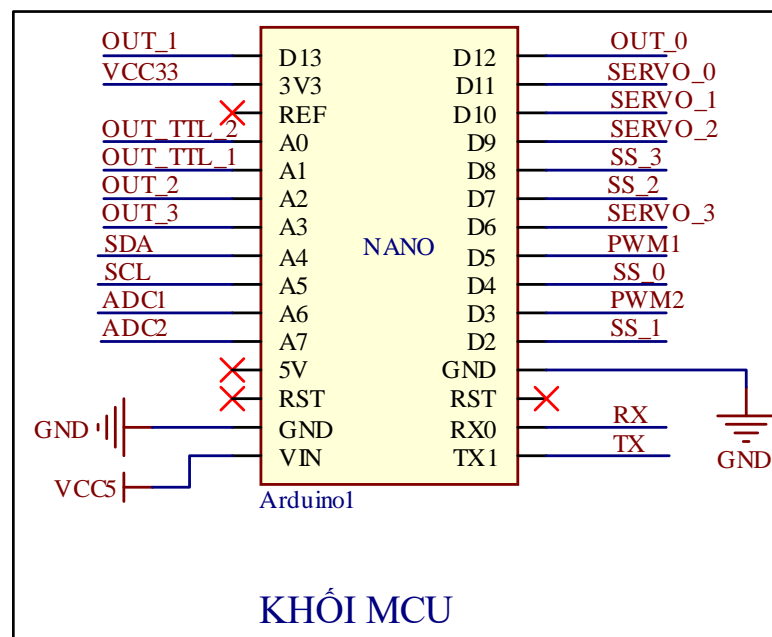 OUT_1 D13 D12 OUT_0
VCC33 3V3 D11 SERVO_0
REF D10 SERVO_1
OUT_TTL_2 A0 D9 SERVO_2
OUT_TTL_1 A1 D8 SS_3
OUT_2 A2 D7 SS_2
OUT_3 A3 D6 SERVO_3
SDA A4 NANO D5 PWM1
SCL A5 D4 SS_0
ADC1 A6 D3 PWM2
ADC2 A7 D2 SS_1
5V GND
RST RST
GND GND RX0 RX
VIN TX1 TX
GND
VCC5
Arduino1
KHỐI MCU